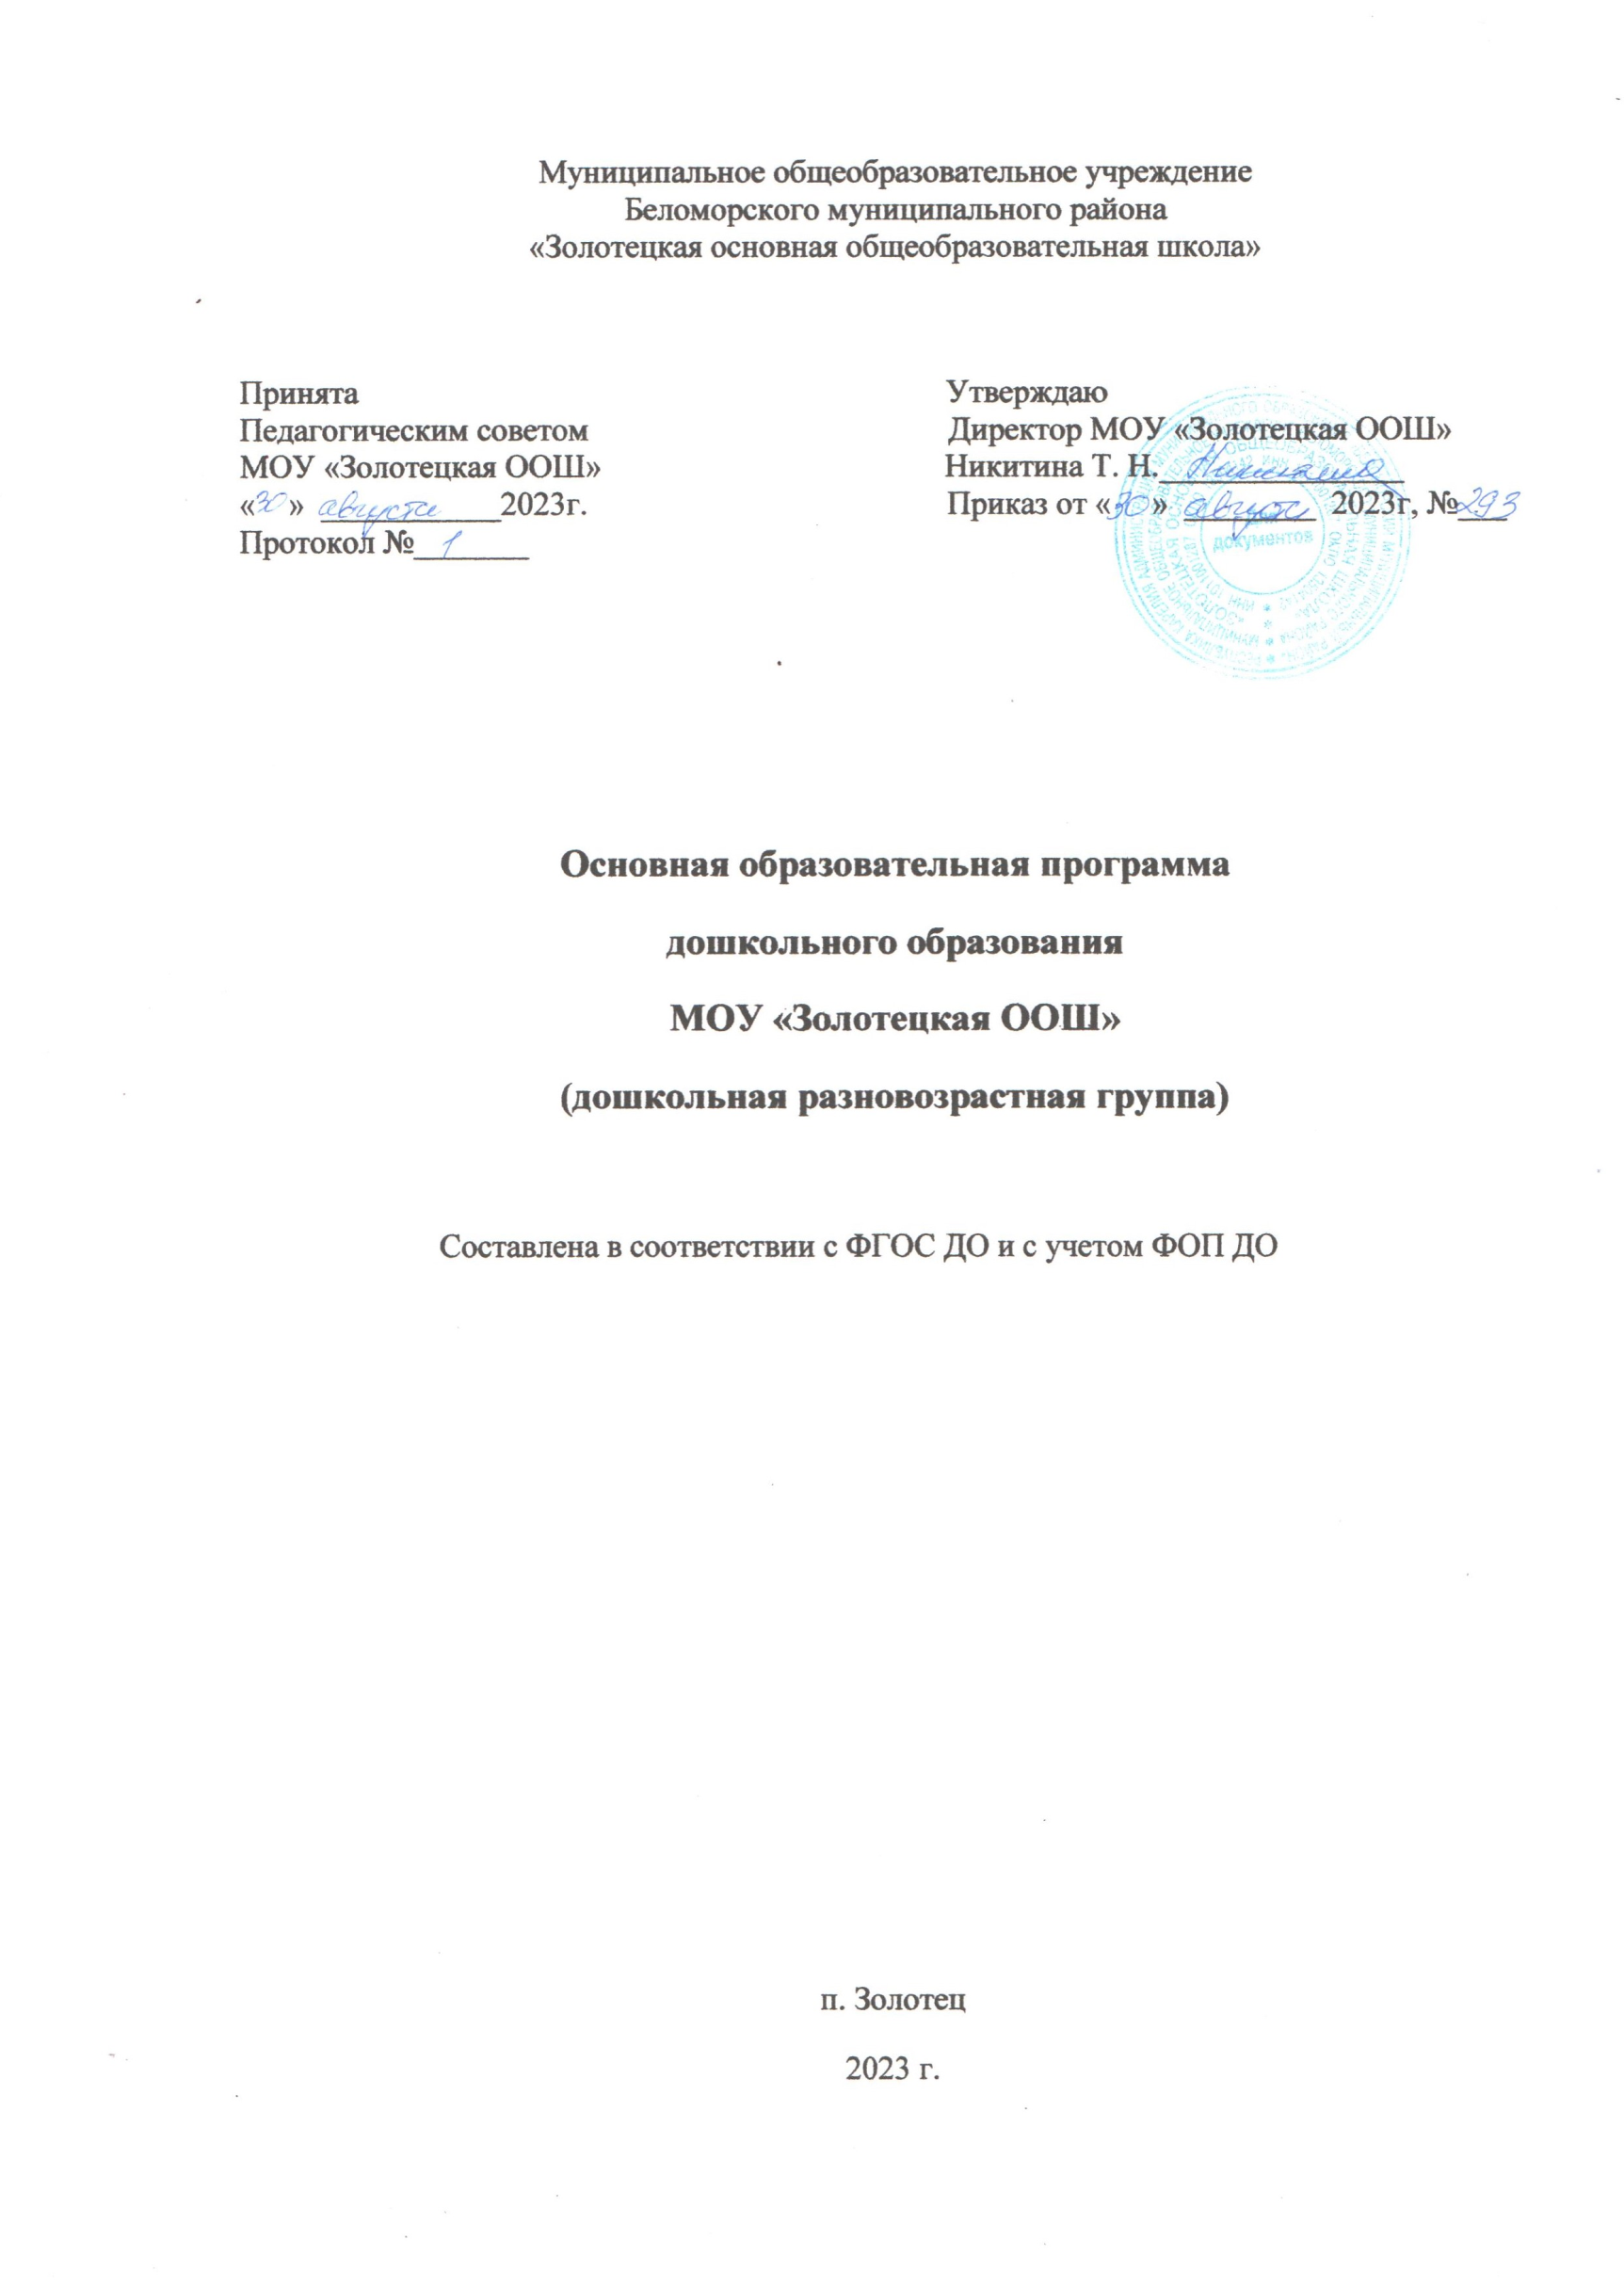 Муниципальное общеобразовательное учреждение
Беломорского муниципального района
«Золотецкая основная общеобразовательная школа»
Принята
Педагогическим советом
МОУ «Золотецкая ООШ»
«30» августа 2023г.
Протокол № 1
Утверждаю
Директор МОУ «Золотецкая ООШ»
Никитина Т. Н.
Приказ от «30» августа 2023г, №293
документов
Основная образовательная программа
дошкольного образования
МОУ «Золотецкая ООШ»
(дошкольная разновозрастная группа)
Составлена в соответствии с ФГОС ДО и с учетом ФОП ДО
п. Золотец
2023 г.